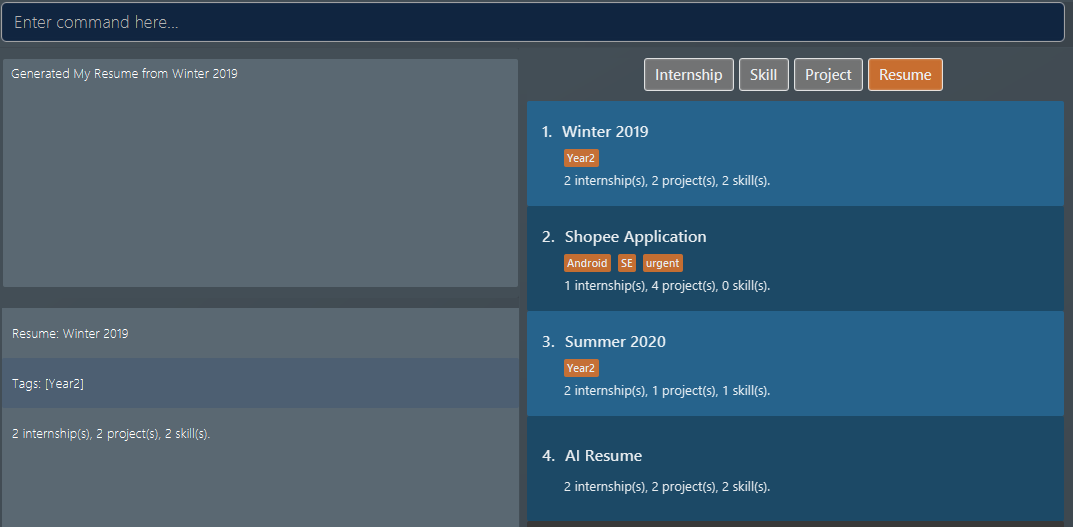 Enter command here...
Generated My Resume from Winter 2019
Resume: Winter 2019
Tags: [Year2]
2 internship(s), 2 project(s), 2 skill(s).
Internship Skill Project Resume
1. Winter 2019
Year2
2 internship(s), 2 project(s), 2 skill(s).
2. Shopee Application
Android SE urgent
1 internship(s), 4 project(s), 0 skill(s).
3. Summer 2020
Year2
2 internship(s), 1 project(s), 1 skill(s).
4. AI Resume
2 internship(s), 2 project(s), 2 skill(s).